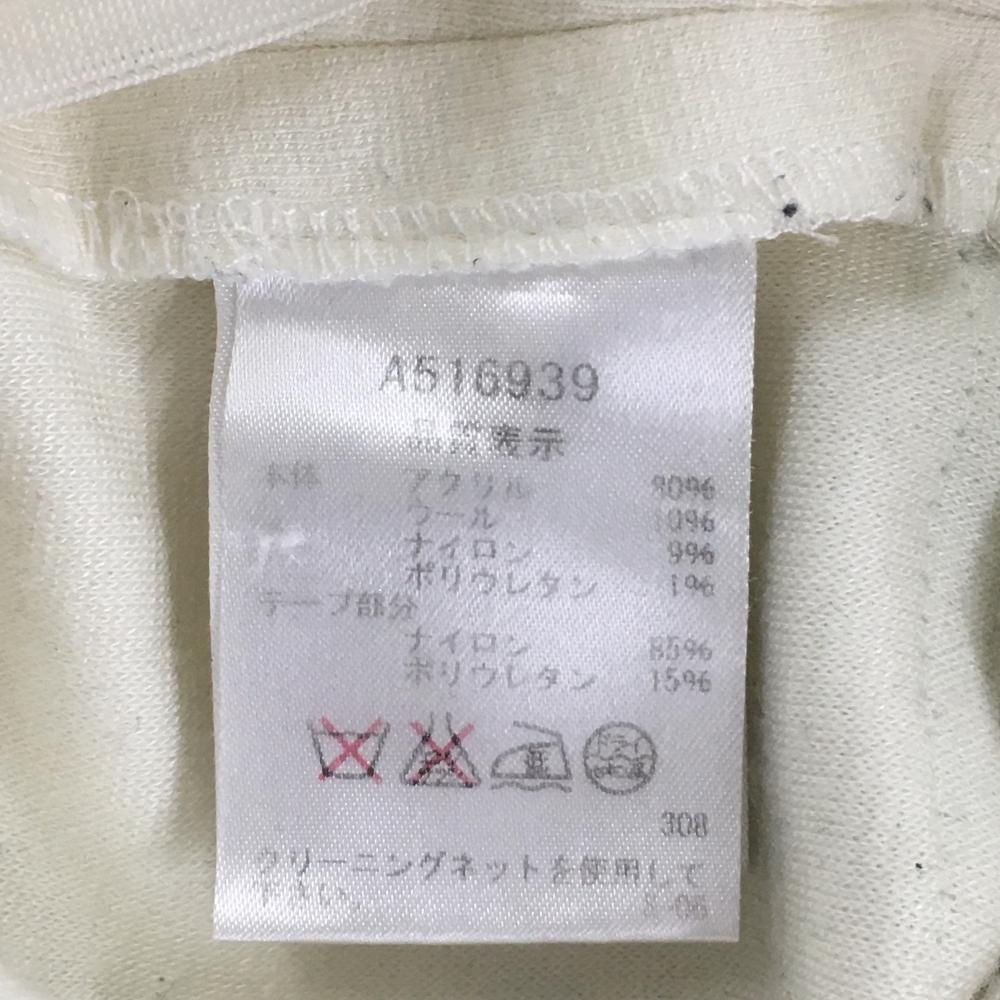 A516939
品質表示
本体 アクリル 80%
ウール 10%
ナイロン 9%
ポリウレタン 1%
テープ部分
ナイロン 85%
ポリウレタン 15%
308
クリーニングネットを使用して
下さい。